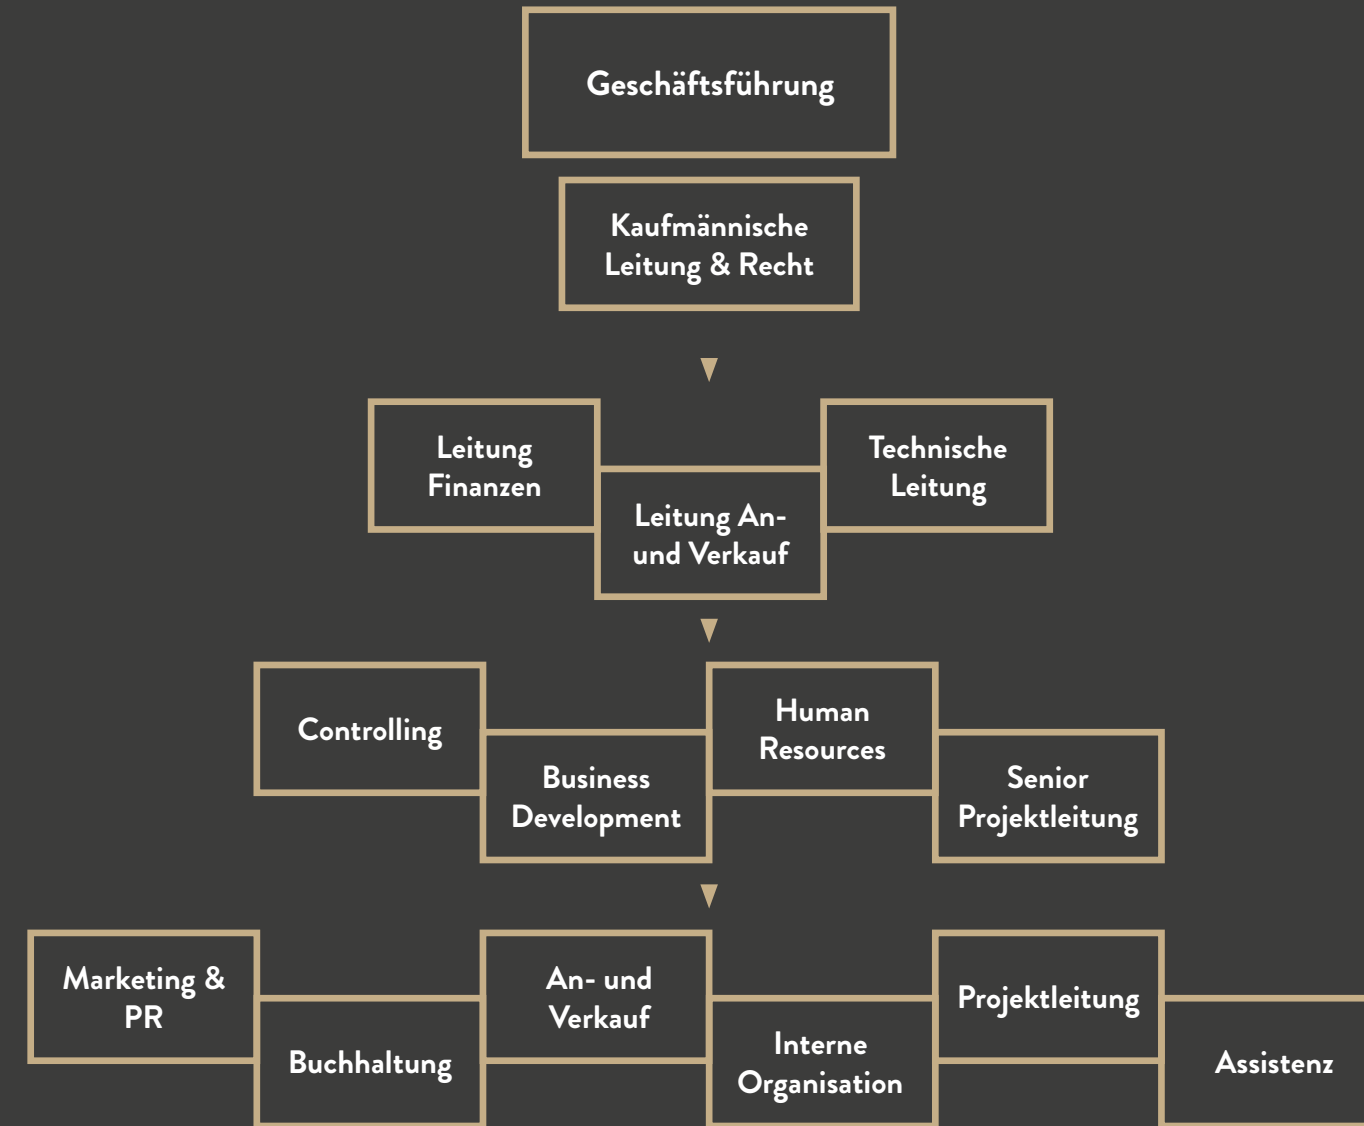 Geschäftsführung
Kaufmännische
Leitung & Recht
Leitung
Finanzen
Leitung An-
und Verkauf
Technische
Leitung
Controlling
Business
Development
Human
Resources
Senior
Projektleitung
Marketing &
PR
Buchhaltung
An- und
Verkauf
Interne
Organisation
Projektleitung
Assistenz